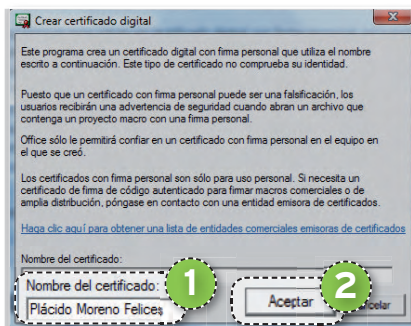 Crear certificado digital
Este programa crea un certificado digital con firma personal que utiliza el nombre
escrito a continuación. Este tipo de certificado no comprueba su identidad.
Puesto que un certificado con firma personal puede ser una falsificación, los
usuarios recibirán una advertencia de seguridad cuando abran un archivo que
contenga un proyecto macro con una firma personal.
Office sólo le permitirá confiar en un certificado con firma personal en el equipo en
el que se creó.
Los certificados con firma personal son sólo para uso personal. Si necesita un
certificado de firma de código autenticado para firmar macros comerciales o de
amplia distribución, póngase en contacto con una entidad emisora de certificados.
Haga clic aquí para obtener una lista de entidades comerciales emisoras de certificados
Nombre del certificado:
Nombre del certificado: 1
Plácido Moreno Felices
Aceptar 2